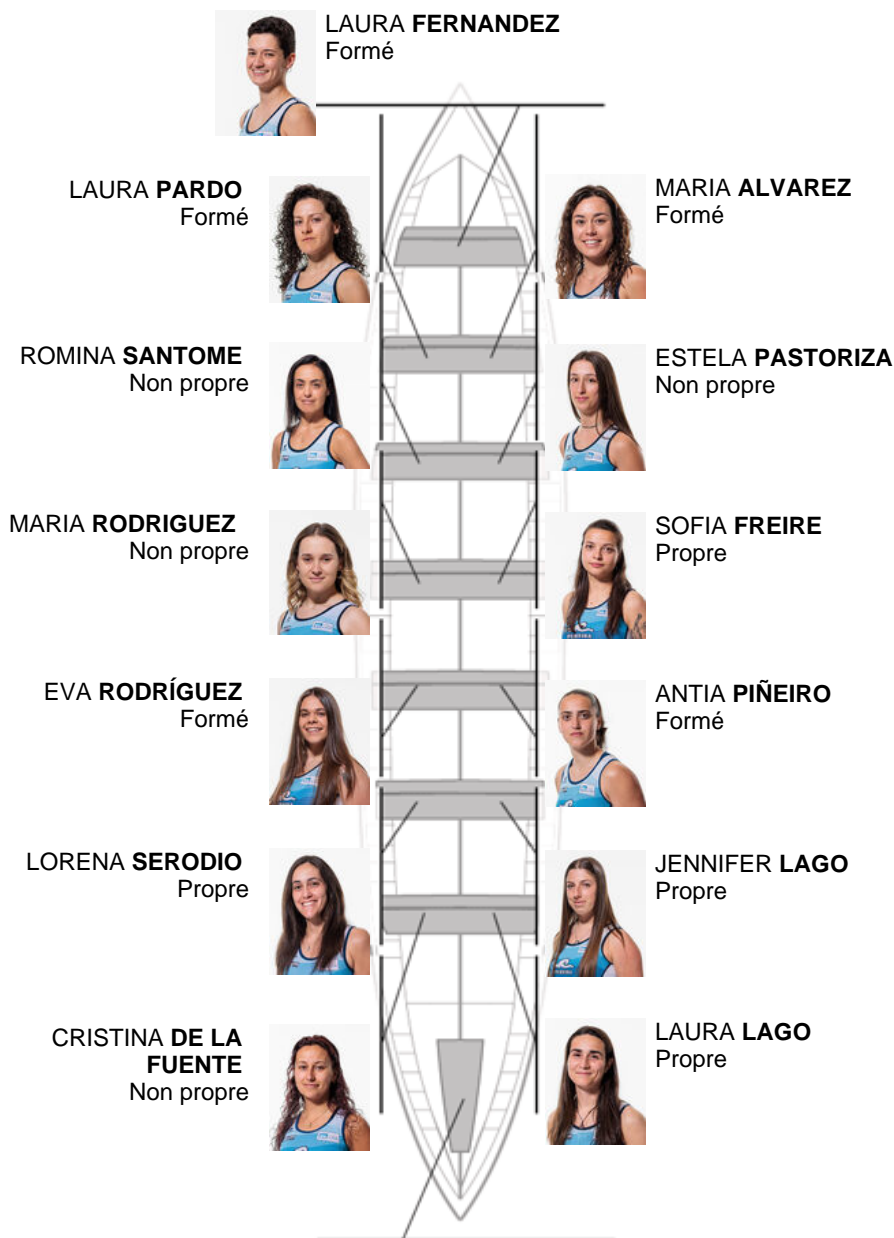 LAURA FERNANDEZ
Formé
LAURA PARDO
Formé
MARIA ALVAREZ
Formé
ROMINA SANTOME
Non propre
ESTELA PASTORIZA
Non propre
MARIA RODRIGUEZ
Non propre
SOFIA FREIRE
Propre
EVA RODRÍGUEZ
Formé
ANTIA PIÑEIRO
Formé
LORENA SERODIO
Propre
JENNIFER LAGO
Propre
CRISTINA DE LA
FUENTE
Non propre
LAURA LAGO
Propre